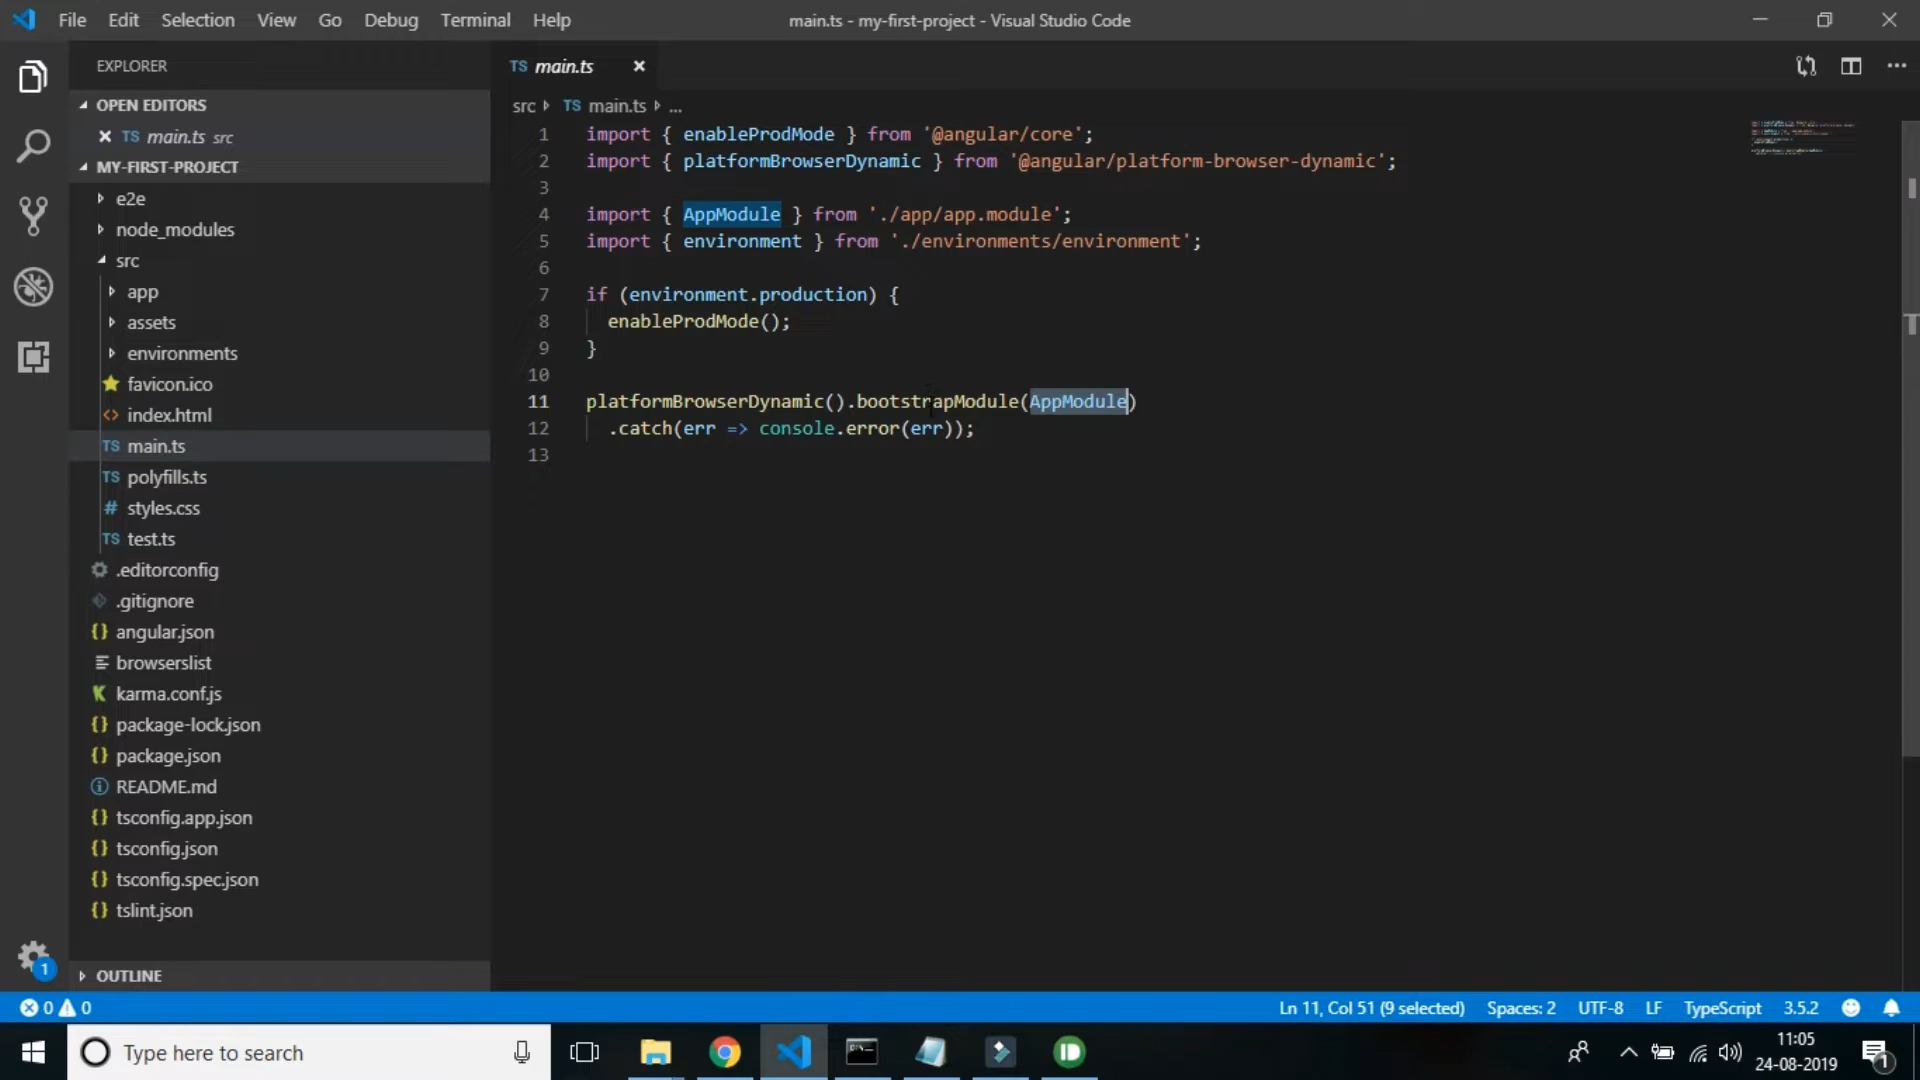 File Edit Selection View Go Debug Terminal Help
main.ts - my-first-project - Visual Studio Code
EXPLORER
OPEN EDITORS
TS main.ts src
MY-FIRST-PROJECT
e2e
node_modules
src
app
assets
environments
favicon.ico
<> index.html
TS main.ts
TS polyfills.ts
# styles.css
TS test.ts
.editorconfig
.gitignore
{} angular.json
browserslist
K karma.conf.js
{} package-lock.json
{} package.json
README.md
{} tsconfig.app.json
{} tsconfig.json
{} tsconfig.spec.json
{} tslint.json
OUTLINE
1
TS main.ts
src TS main.ts ...
1 import { enableProdMode } from '@angular/core';
2 import { platformBrowserDynamic } from '@angular/platform-browser-dynamic';
3
4 import { AppModule } from './app/app.module';
5 import { environment } from './environments/environment';
6
7 if (environment.production) {
8 enableProdMode();
9 }
10
11 platformBrowserDynamic().bootstrapModule(AppModule)
12 .catch(err => console.error(err));
13
0 0
Ln 11, Col 51 (9 selected) Spaces: 2 UTF-8 LF TypeScript 3.5.2
Type here to search
11:05
24-08-2019
1